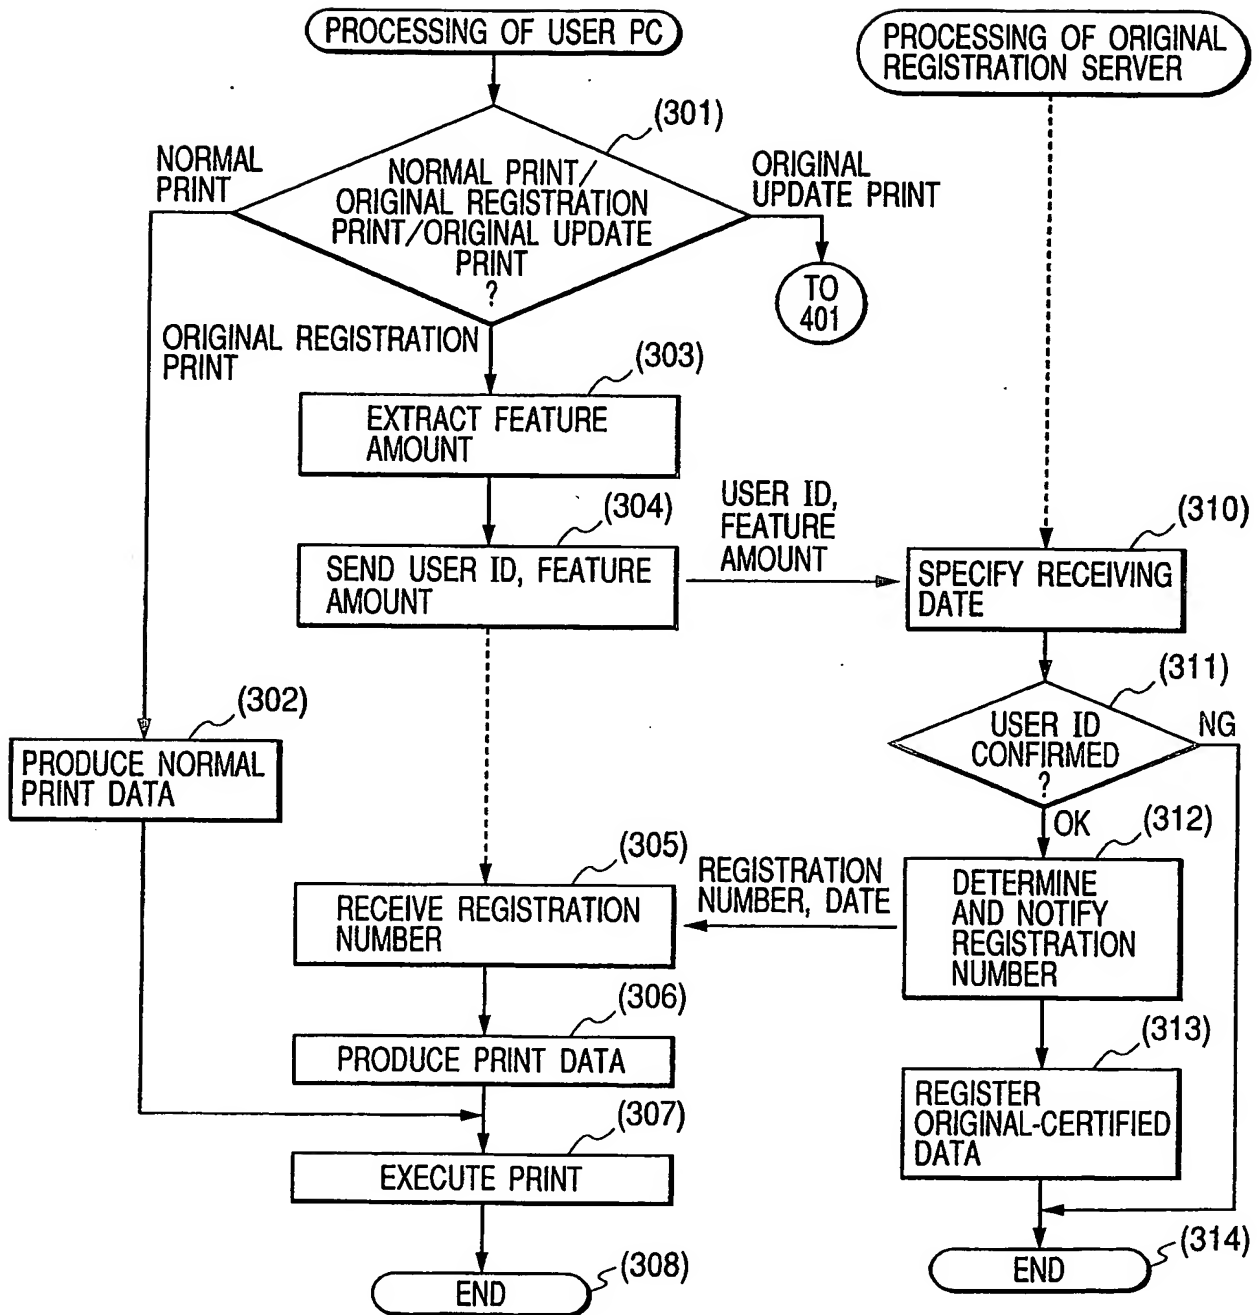 PROCESSING OF USER PC
PROCESSING OF ORIGINAL
REGISTRATION SERVER
(301)
NORMAL
PRINT
NORMAL PRINT/
ORIGINAL REGISTRATION
PRINT/ORIGINAL UPDATE
PRINT
?
ORIGINAL
UPDATE PRINT
TO
401
ORIGINAL REGISTRATION
PRINT
(303)
EXTRACT FEATURE
AMOUNT
(304)
SEND USER ID, FEATURE
AMOUNT
USER ID,
FEATURE
AMOUNT
(310)
SPECIFY RECEIVING
DATE
(311)
USER ID
CONFIRMED
?
NG
OK
(302)
PRODUCE NORMAL
PRINT DATA
(312)
DETERMINE
AND NOTIFY
REGISTRATION
NUMBER
REGISTRATION
NUMBER, DATE
(305)
RECEIVE REGISTRATION
NUMBER
(306)
PRODUCE PRINT DATA
(313)
REGISTER
ORIGINAL-CERTIFIED
DATA
(307)
EXECUTE PRINT
(308)
END
(314)
END